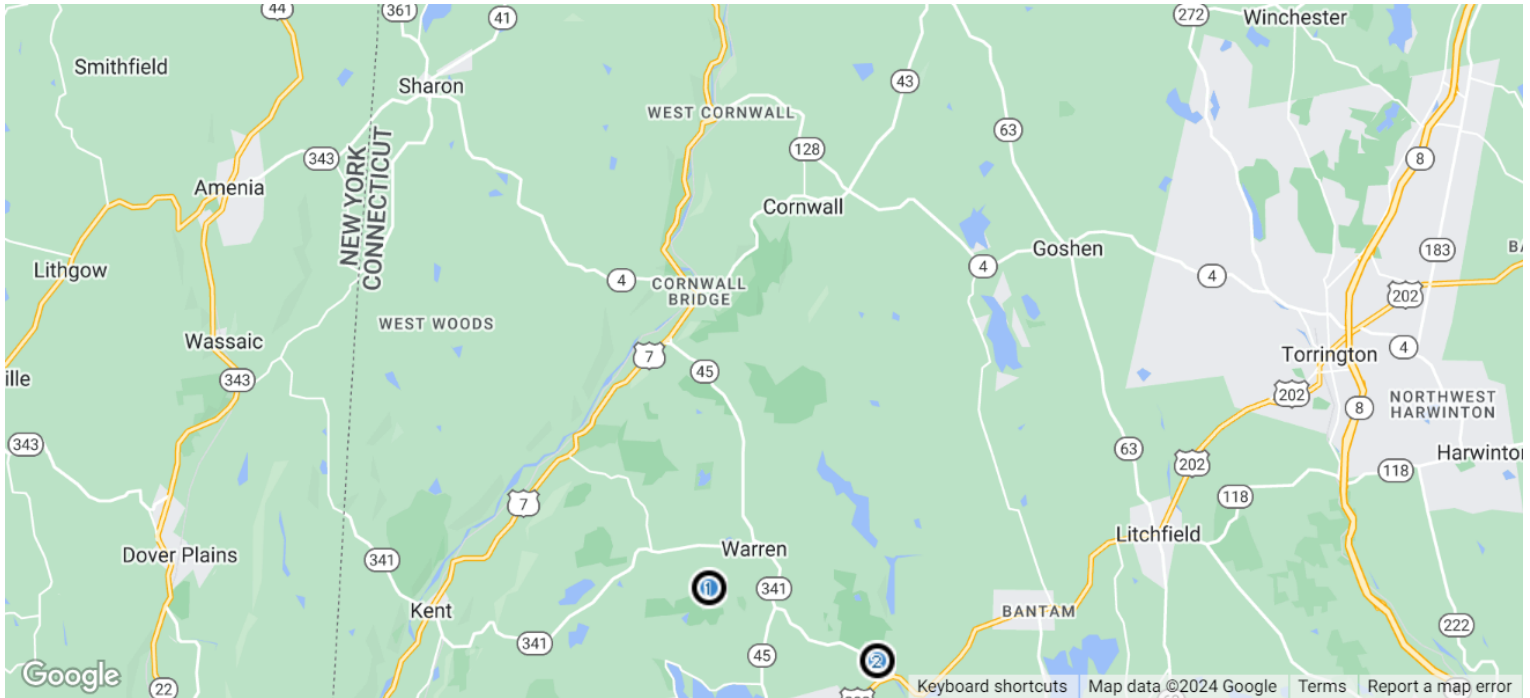 44
361
41
272
Winchester
Smithfield
Sharon
43
WEST CORNWALL
63
8
128
343
NEW YORK
CONNECTICUT
Amenia
Cornwall
Goshen
183
Lithgow
4
4
4
CORNWALL
BRIDGE
202
WEST WOODS
Wassaic
7
45
Torrington
4
ille
343
202
NORTHWEST
HARWINTON
8
343
63
202
Harwinton
118
7
118
Litchfield
Dover Plains
341
Warren
1
341
Kent
BANTAM
341
222
45
2
Google
22
Keyboard shortcuts
Map data ©2024 Google
Terms
Report a map error